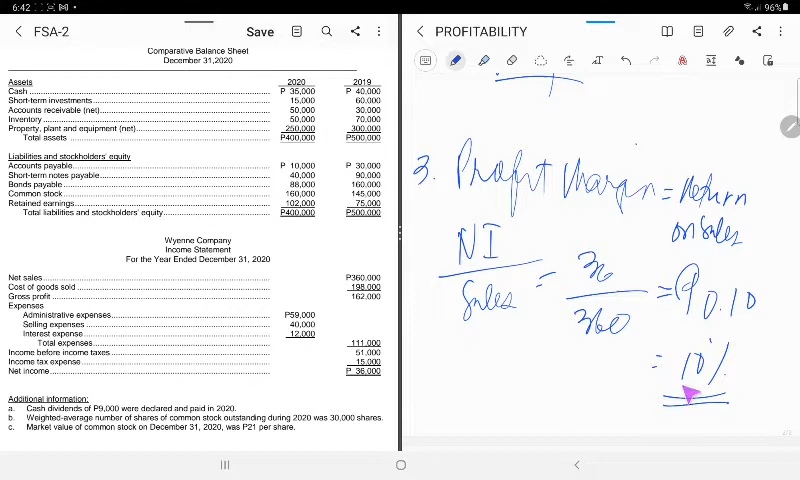 6:42
96%
FSA-2
Save
Comparative Balance Sheet
December 31,2020
Assets 2020 2019
Cash P 35,000 P 40,000
Short-term investments 15,000 60,000
Accounts receivable (net) 50,000 30,000
Inventory 50,000 70,000
Property, plant and equipment (net) 250,000 300,000
Total assets P400,000 P500,000
Liabilities and stockholders' equity
Accounts payable P 10,000 P 30,000
Short-term notes payable 40,000 90,000
Bonds payable 88,000 160,000
Common stock 160,000 145,000
Retained earnings 102,000 75,000
Total liabilities and stockholders' equity P400,000 P500,000
Wyenne Company
Income Statement
For the Year Ended December 31, 2020
Net sales P360,000
Cost of goods sold 198,000
Gross profit 162,000
Expenses
Administrative expenses P59,000
Selling expenses 40,000
Interest expense 12,000
Total expenses 111,000
Income before income taxes 51,000
Income tax expense 15,000
Net income P 36,000
Additional information:
a. Cash dividends of P9,000 were declared and paid in 2020.
b. Weighted-average number of shares of common stock outstanding during 2020 was 30,000 shares.
c. Market value of common stock on December 31, 2020, was P21 per share.
PROFITABILITY
3. Profit Margin = Return
on Sales
NI
Sales
= 36
360
= P0.10
= 10%